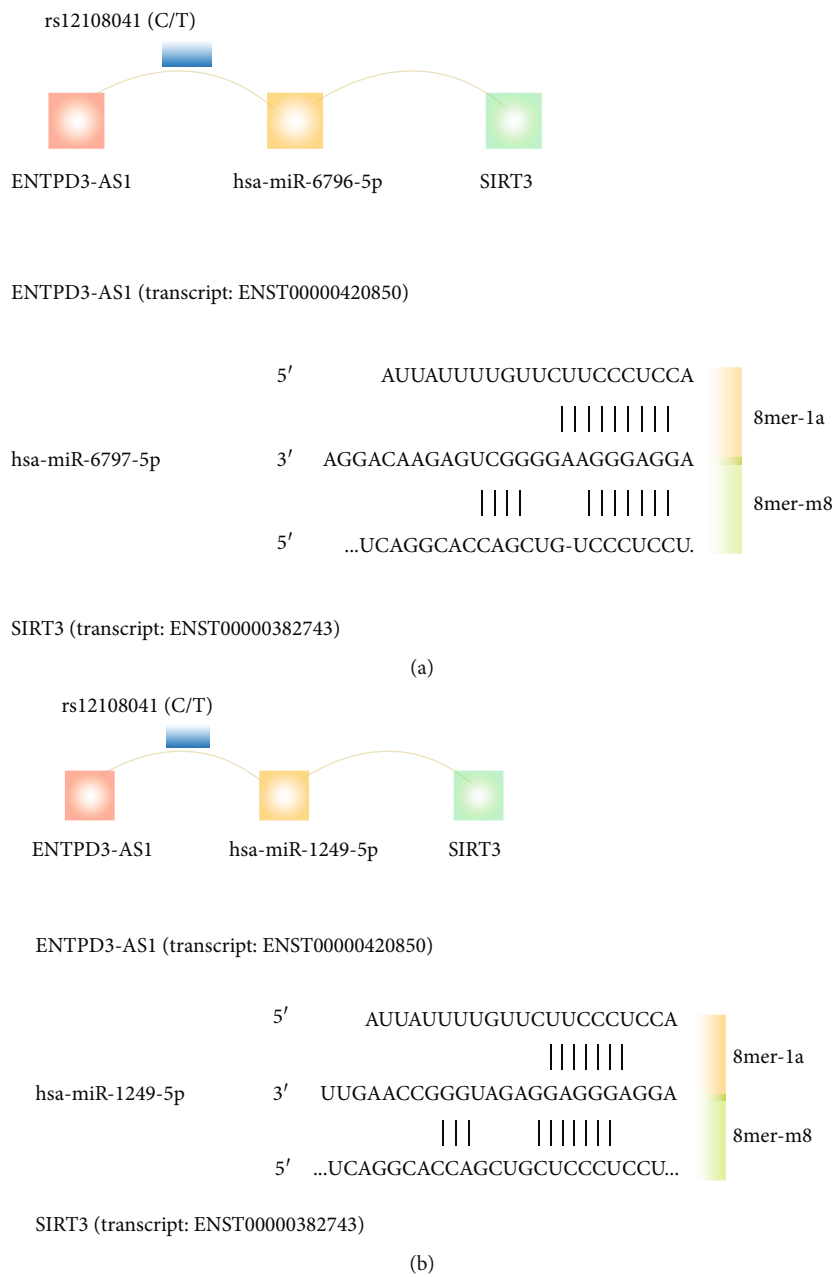 rs12108041 (C/T)
ENTPD3-AS1 hsa-miR-6796-5p SIRT3
ENTPD3-AS1 (transcript: ENST00000420850)
5′ AUUAUUUUGUUCUUCCCUCCA
8mer-1a
hsa-miR-6797-5p 3′ AGGACAAGAGUCGGGGAAGGGAGGA
8mer-m8
5′ ...UCAGGCACCAGCUG-UCCCUCCU.
SIRT3 (transcript: ENST00000382743)
(a)
rs12108041 (C/T)
ENTPD3-AS1 hsa-miR-1249-5p SIRT3
ENTPD3-AS1 (transcript: ENST00000420850)
5′ AUUAUUUUGUUCUUCCCUCCA
8mer-1a
hsa-miR-1249-5p 3′ UUGAACCGGGUAGAGGAGGGAGGA
8mer-m8
5′ ...UCAGGCACCAGCUGCUCCCUCCU...
SIRT3 (transcript: ENST00000382743)
(b)